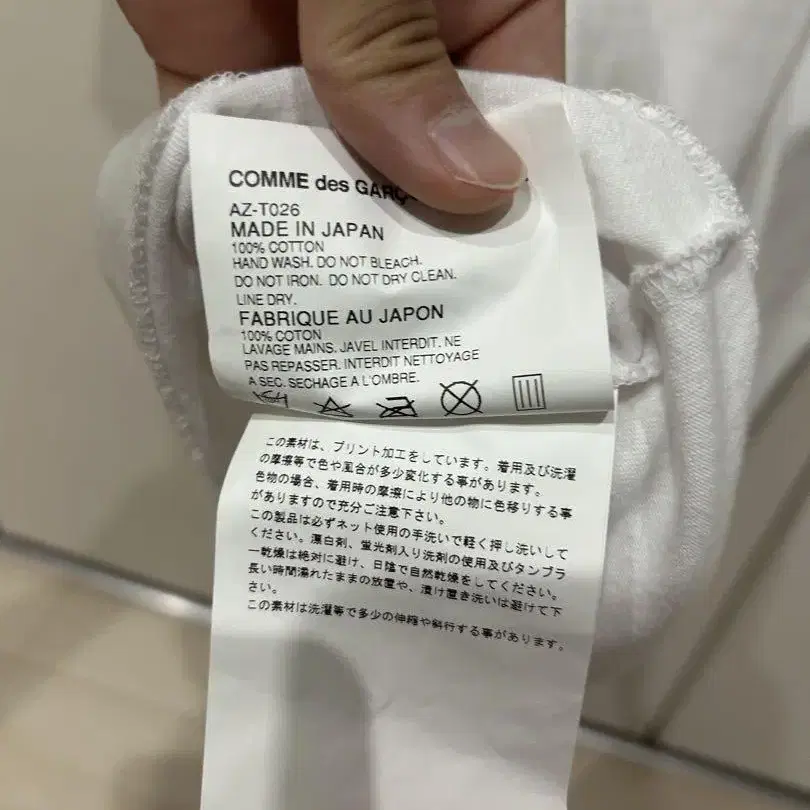 COMME des GARÇ
AZ-T026
MADE IN JAPAN
100% COTTON
HAND WASH. DO NOT BLEACH.
DO NOT IRON. DO NOT DRY CLEAN.
LINE DRY.
FABRIQUE AU JAPON
100% COTON
LAVAGE MAINS. JAVEL INTERDIT. NE
PAS REPASSER. INTERDIT NETTOYAGE
A SEC. SECHAGE A L'OMBRE.
この素材は、プリント加工をしています。着用及び洗濯
の摩擦等で色や風合が多少変化する事があります。
色物の場合、着用時の摩擦により他の物に色移りする事
がありますので充分ご注意下さい。
この製品は必ずネット使用の手洗いで軽く押し洗いして
ください。漂白剤、蛍光剤入り洗剤の使用及びタンブラ
ー乾燥は絶対に避け、日陰で自然乾燥をしてください。
長い時間濡れたままの放置や、漬け置き洗いは避けて下
さい。
この素材は洗濯等で多少の伸縮や斜行する事があります。